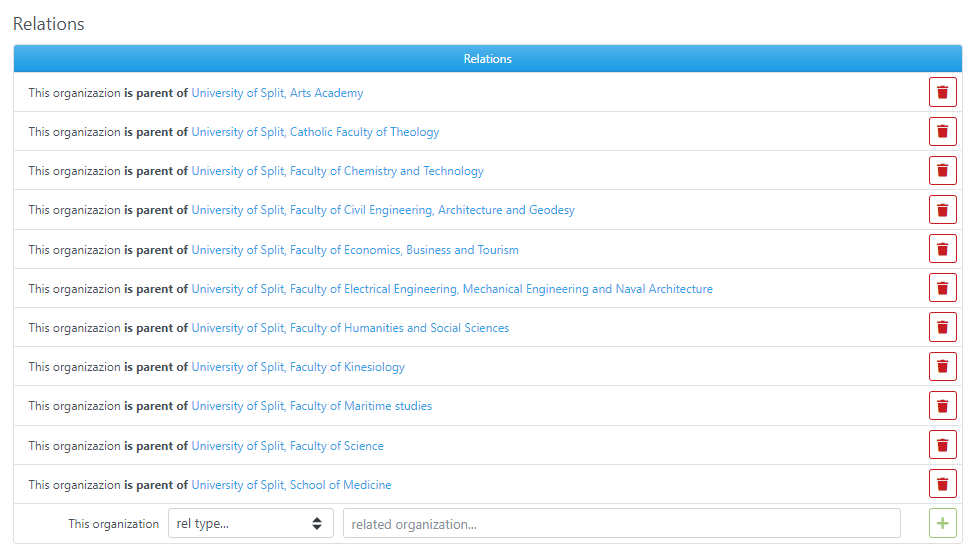 Relations
Relations
This organizazion is parent of University of Split, Arts Academy
This organizazion is parent of University of Split, Catholic Faculty of Theology
This organizazion is parent of University of Split, Faculty of Chemistry and Technology
This organizazion is parent of University of Split, Faculty of Civil Engineering, Architecture and Geodesy
This organizazion is parent of University of Split, Faculty of Economics, Business and Tourism
This organizazion is parent of University of Split, Faculty of Electrical Engineering, Mechanical Engineering and Naval Architecture
This organizazion is parent of University of Split, Faculty of Humanities and Social Sciences
This organizazion is parent of University of Split, Faculty of Kinesiology
This organizazion is parent of University of Split, Faculty of Maritime studies
This organizazion is parent of University of Split, Faculty of Science
This organizazion is parent of University of Split, School of Medicine
This organization rel type... related organization...